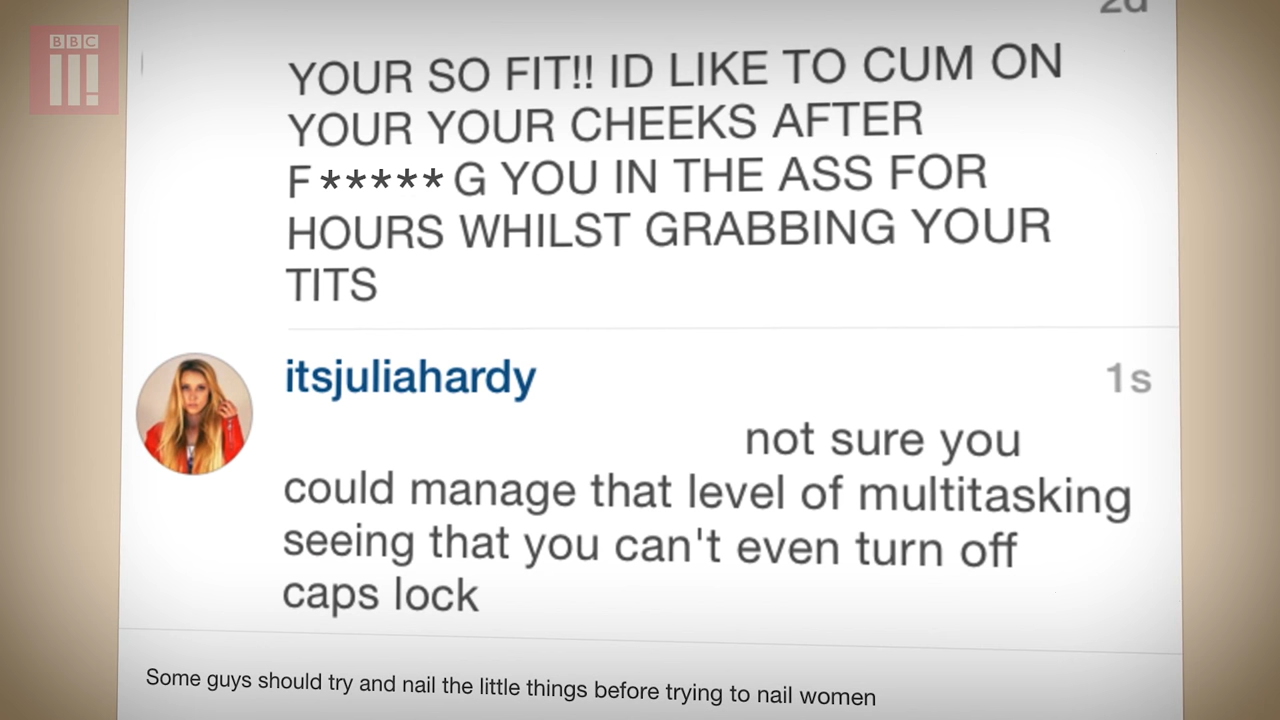 BBC
2d
YOUR SO FIT!! ID LIKE TO CUM ON
YOUR YOUR CHEEKS AFTER
F*****G YOU IN THE ASS FOR
HOURS WHILST GRABBING YOUR
TITS
itsjuliahardy
1s
not sure you
could manage that level of multitasking
seeing that you can't even turn off
caps lock
Some guys should try and nail the little things before trying to nail women